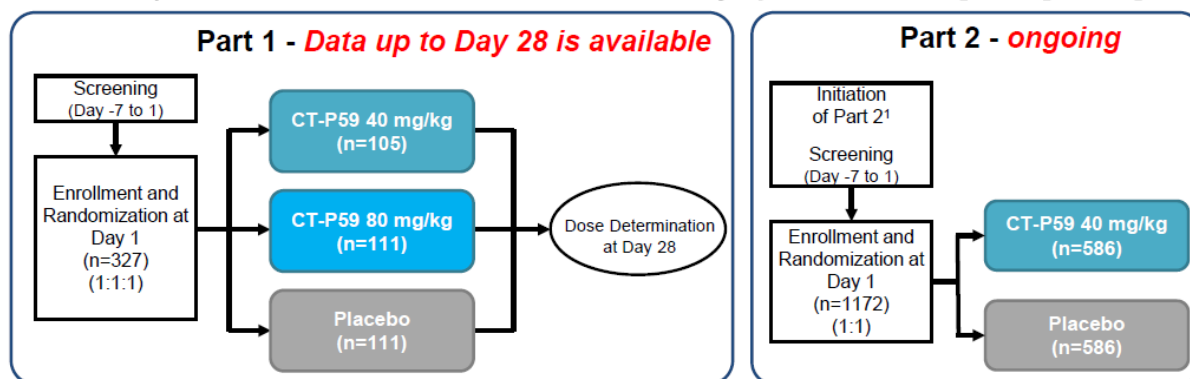 Part 1 - Data up to Day 28 is available
Screening
(Day -7 to 1)
Enrollment and
Randomization at
Day 1
(n=327)
(1:1:1)
CT-P59 40 mg/kg
(n=105)
CT-P59 80 mg/kg
(n=111)
Placebo
(n=111)
Dose Determination
at Day 28
Part 2 - ongoing
Initiation
of Part 2¹
Screening
(Day -7 to 1)
Enrollment and
Randomization at
Day 1
(n=1172)
(1:1)
CT-P59 40 mg/kg
(n=586)
Placebo
(n=586)